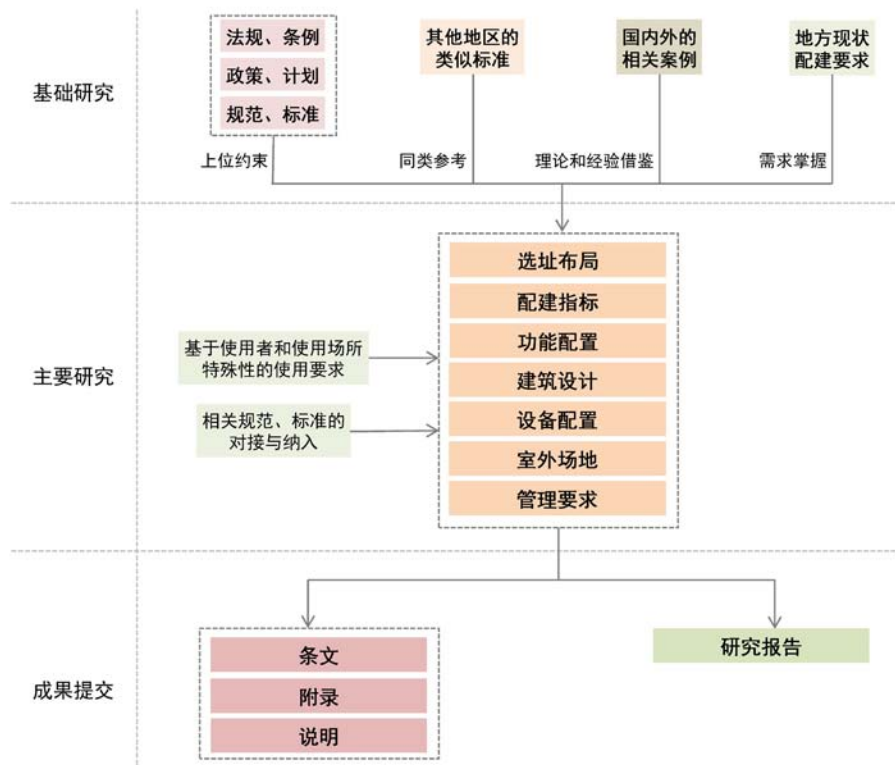 基础研究
法规、条例
政策、计划
规范、标准
其他地区的
类似标准
国内外的
相关案例
地方现状
配建要求
上位约束
同类参考
理论和经验借鉴
需求掌握
主要研究
基于使用者和使用场所
特殊性的使用要求
相关规范、标准的
对接与纳入
选址布局
配建指标
功能配置
建筑设计
设备配置
室外场地
管理要求
成果提交
条文
附录
说明
研究报告